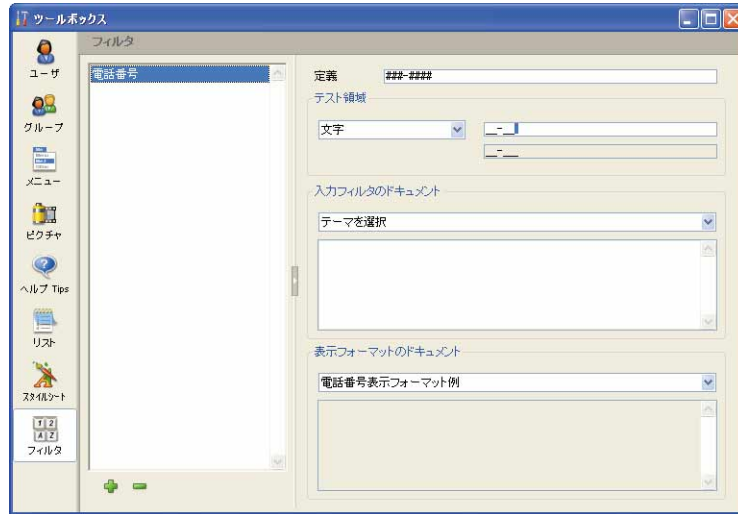 ツールボックス
フィルタ
ユーザ
グループ
メニュー
ピクチャ
ヘルプ Tips
リスト
スタイルシート
フィルタ
電話番号
定義 ###-####
テスト領域
文字
入力フィルタのドキュメント
テーマを選択
表示フォーマットのドキュメント
電話番号表示フォーマット例